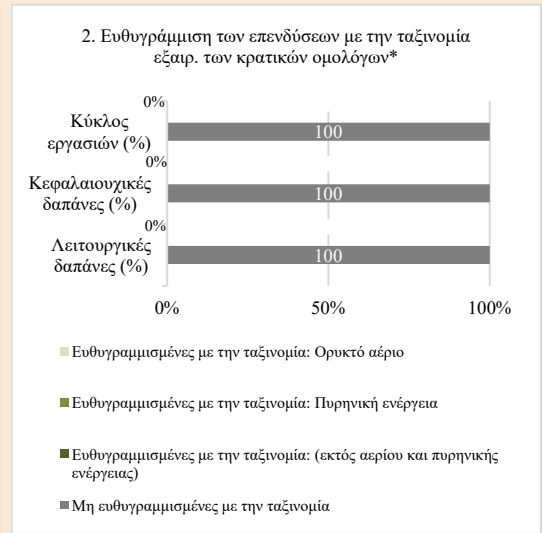 2. Ευθυγράμμιση των επενδύσεων με την ταξινομία
εξαιρ. των κρατικών ομολόγων*
0%
Κύκλος
εργασιών (%)
100
0%
Κεφαλαιουχικές
δαπάνες (%)
100
0%
Λειτουργικές
δαπάνες (%)
100
0% 50% 100%
Ευθυγραμμισμένες με την ταξινομία: Ορυκτό αέριο
Ευθυγραμμισμένες με την ταξινομία: Πυρηνική ενέργεια
Ευθυγραμμισμένες με την ταξινομία: (εκτός αερίου και πυρηνικής
ενέργειας)
Μη ευθυγραμμισμένες με την ταξινομία